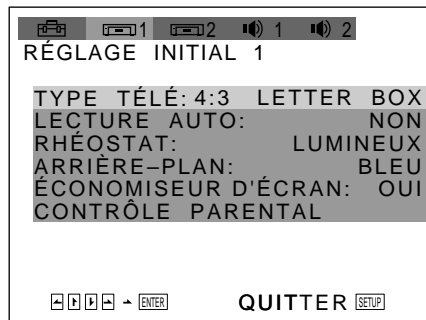 1 2 1 2
RÉGLAGE INITIAL 1
TYPE TÉLÉ: 4:3 LETTER BOX
LECTURE AUTO: NON
RHÉOSTAT: LUMINEUX
ARRIÈRE–PLAN: BLEU
ÉCONOMISEUR D'ÉCRAN: OUI
CONTRÔLE PARENTAL
ENTER QUITTER SETUP